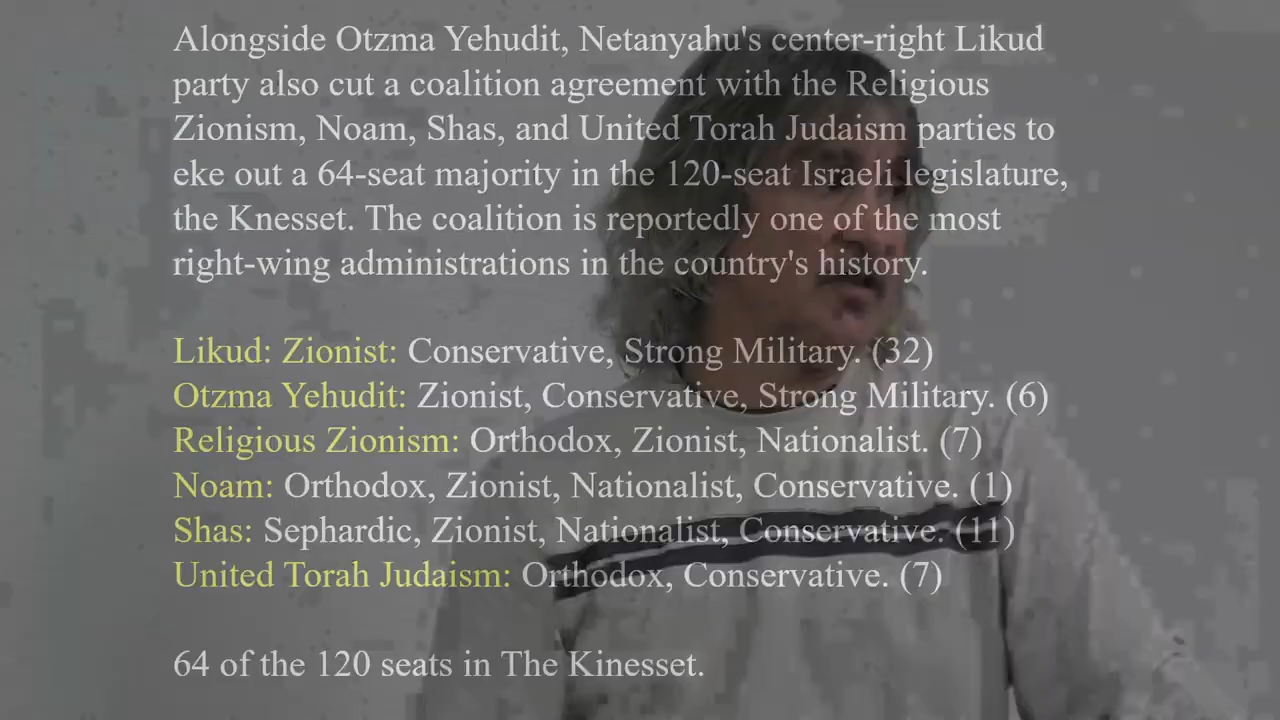 Alongside Otzma Yehudit, Netanyahu's center-right Likud
party also cut a coalition agreement with the Religious
Zionism, Noam, Shas, and United Torah Judaism parties to
eke out a 64-seat majority in the 120-seat Israeli legislature,
the Knesset. The coalition is reportedly one of the most
right-wing administrations in the country's history.
Likud: Zionist: Conservative, Strong Military. (32)
Otzma Yehudit: Zionist, Conservative, Strong Military. (6)
Religious Zionism: Orthodox, Zionist, Nationalist. (7)
Noam: Orthodox, Zionist, Nationalist, Conservative. (1)
Shas: Sephardic, Zionist, Nationalist, Conservative. (11)
United Torah Judaism: Orthodox, Conservative. (7)
64 of the 120 seats in The Kinesset.